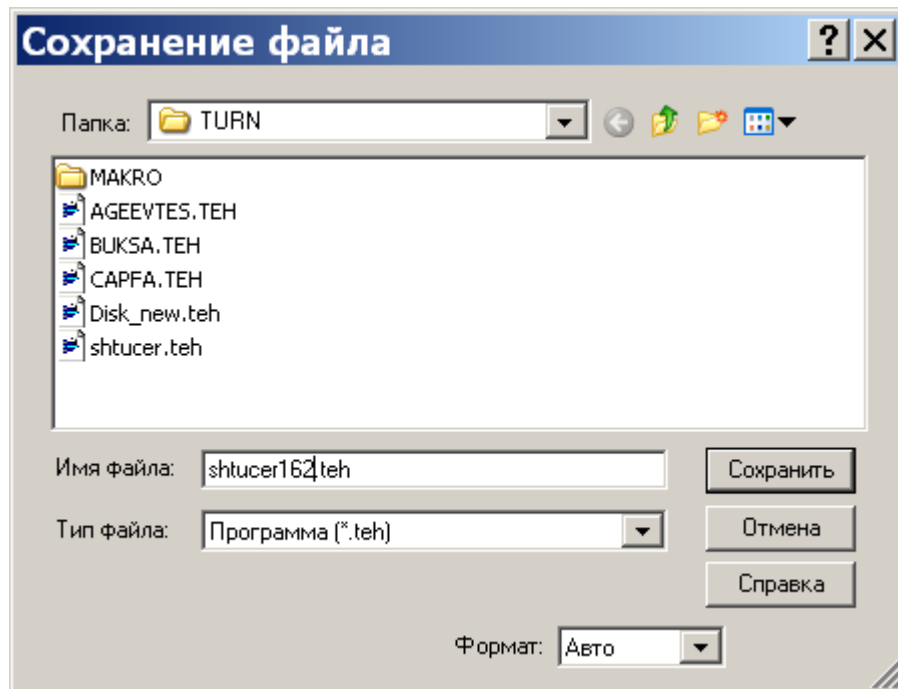 Сохранение файла
Папка: TURN
MAKRO
AGEEVTES.TEH
BUKSA.TEH
CAPFA.TEH
Disk_new.teh
shtucer.teh
Имя файла: shtucer162.teh Сохранить
Тип файла: Программа (*.teh) Отмена
Справка
Формат: Авто